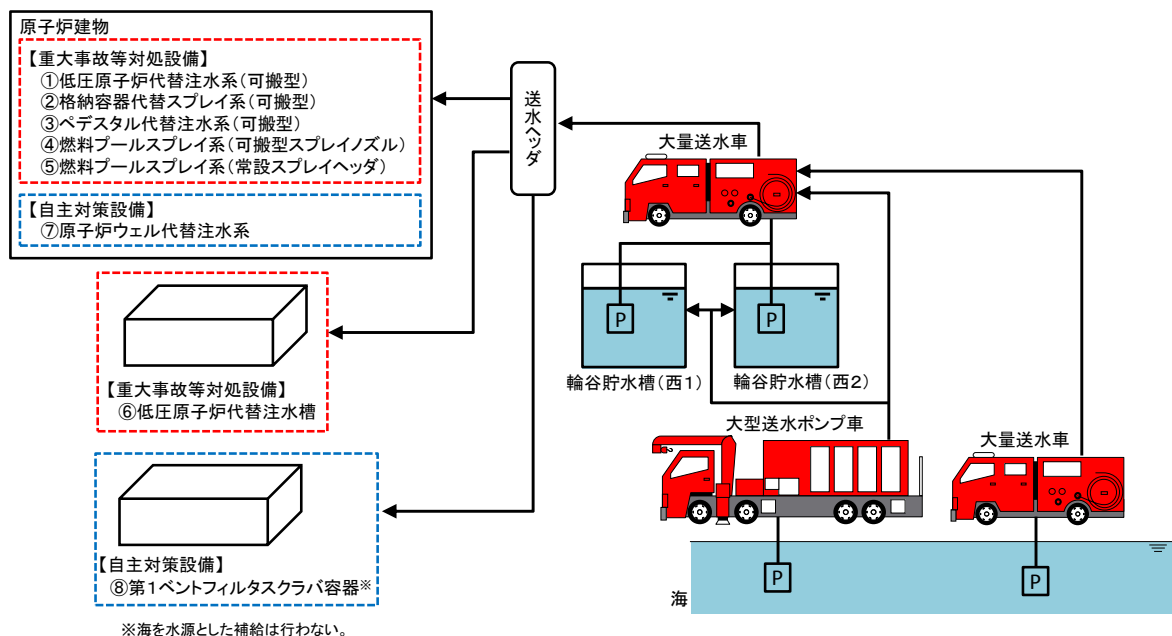 原子炉建物
【重大事故等対処設備】
①低圧原子炉代替注水系(可搬型)
②格納容器代替スプレイ系(可搬型)
③ペデスタル代替注水系(可搬型)
④燃料プールスプレイ系(可搬型スプレイノズル)
⑤燃料プールスプレイ系(常設スプレイヘッダ)
【自主対策設備】
⑦原子炉ウェル代替注水系
送水ヘッダ
大量送水車
P
P
輪谷貯水槽(西1)
輪谷貯水槽(西2)
【重大事故等対処設備】
⑥低圧原子炉代替注水槽
大型送水ポンプ車
大量送水車
【自主対策設備】
⑧第1ベントフィルタスクラバ容器※
P
P
海
※海を水源とした補給は行わない。